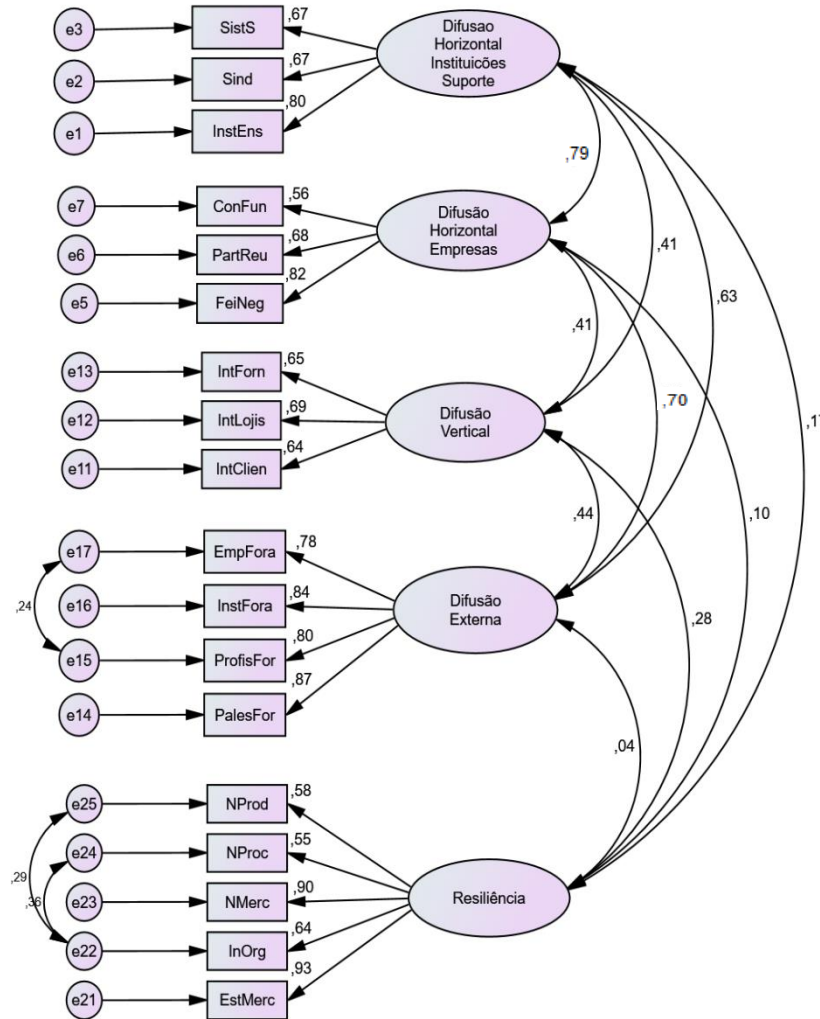 e3
SistS
,67
e2
Sind
,67
e1
InstEns
,80
Difusao
Horizontal
Instituicões
Suporte
,79
e7
ConFun
,56
e6
PartReu
,68
e5
FeiNeg
,82
Difusão
Horizontal
Empresas
,41
,63
,41
e13
IntForn
,65
e12
IntLojis
,69
e11
IntClien
,64
Difusão
Vertical
,70
,17
,44
,10
e17
EmpFora
,78
e16
InstFora
,84
e15
ProfisFor
,80
e14
PalesFor
,87
,24
Difusão
Externa
,28
,04
e25
NProd
,58
e24
NProc
,55
e23
NMerc
,90
e22
InOrg
,64
e21
EstMerc
,93
,29
,36
Resiliência